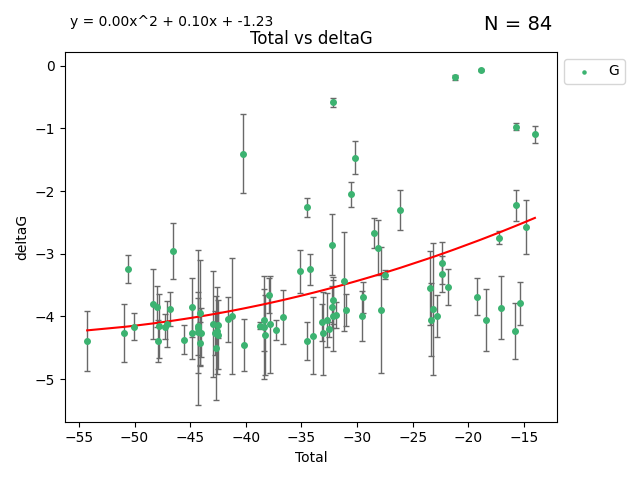 y = 0.00x^2 + 0.10x + -1.23
N = 84
Total vs deltaG
G
deltaG
0
−1
−2
−3
−4
−5
−55
−50
−45
−40
−35
−30
−25
−20
−15
Total